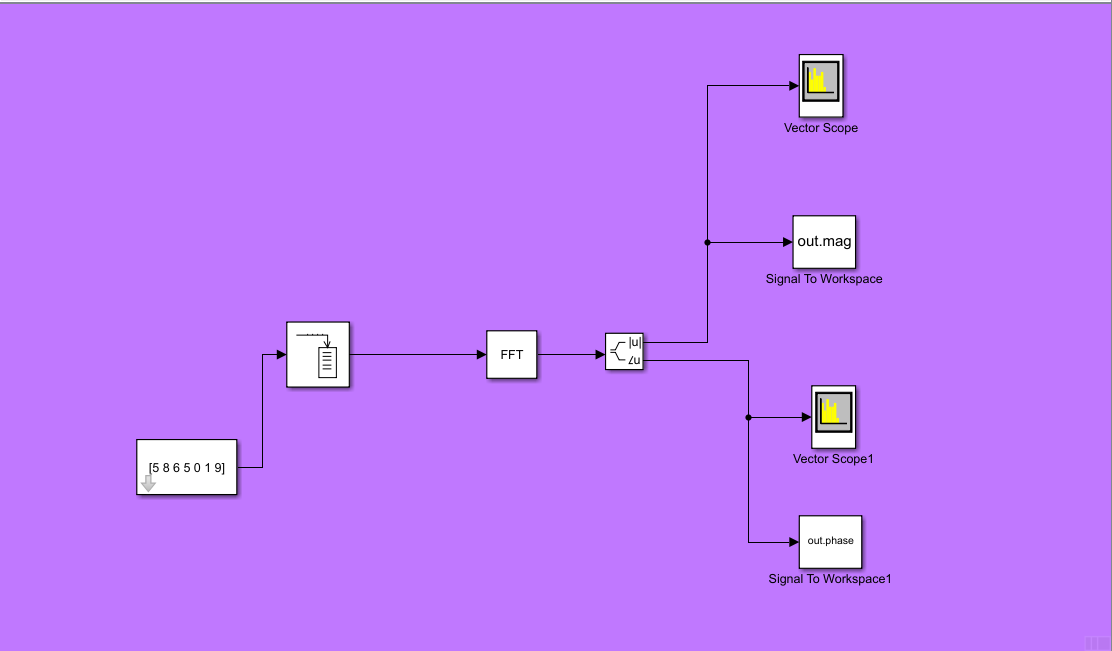 Vector Scope
out.mag
Signal To Workspace
|u|
∠u
FFT
[5 8 6 5 0 1 9]
Vector Scope1
out.phase
Signal To Workspace1